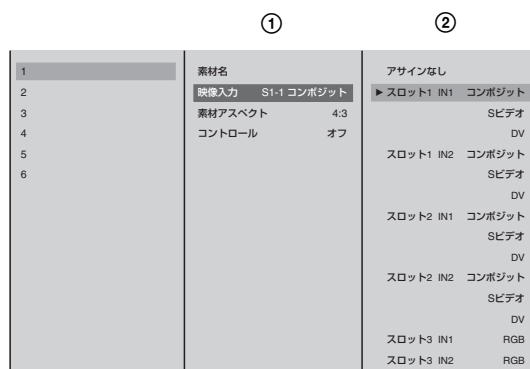 ① ②
1
2
3
4
5
6
素材名
映像入力 S1-1 コンポジット
素材アスペクト 4:3
コントロール オフ
アサインなし
▶ スロット1 IN1 コンポジット
Sビデオ
DV
スロット1 IN2 コンポジット
Sビデオ
DV
スロット2 IN1 コンポジット
Sビデオ
DV
スロット2 IN2 コンポジット
Sビデオ
DV
スロット3 IN1 RGB
スロット3 IN2 RGB